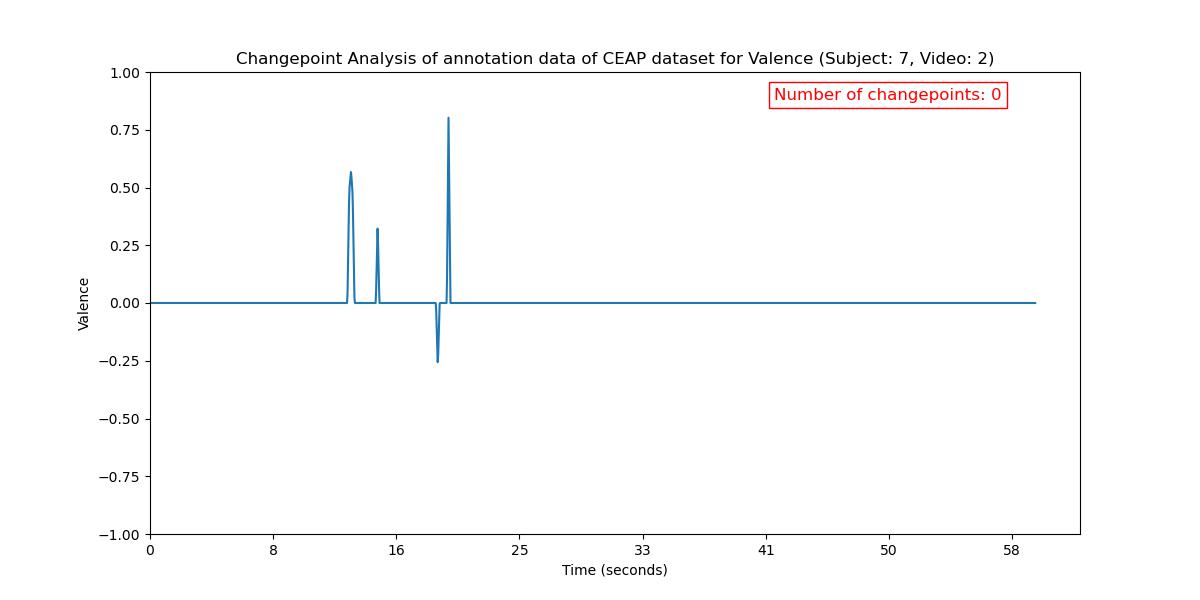 Changepoint Analysis of annotation data of CEAP dataset for Valence (Subject: 7, Video: 2)
Number of changepoints: 0
1.00
0.75
0.50
0.25
0.00
−0.25
−0.50
−0.75
−1.00
Valence
0 8 16 25 33 41 50 58
Time (seconds)